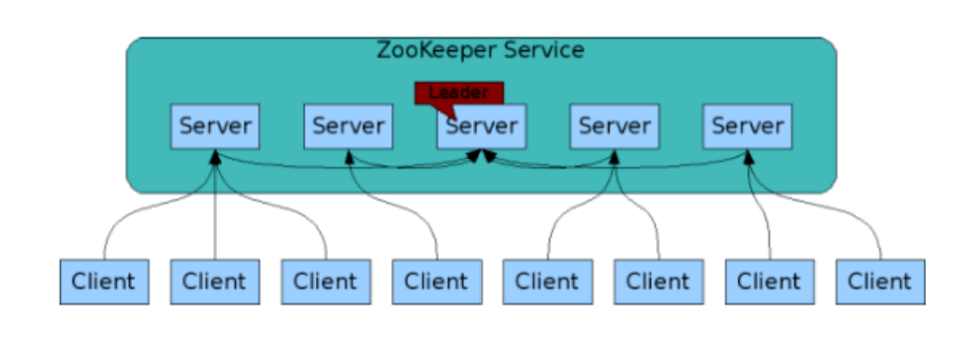 ZooKeeper Service
Leader
Server Server Server Server Server
Client Client Client Client Client Client Client Client